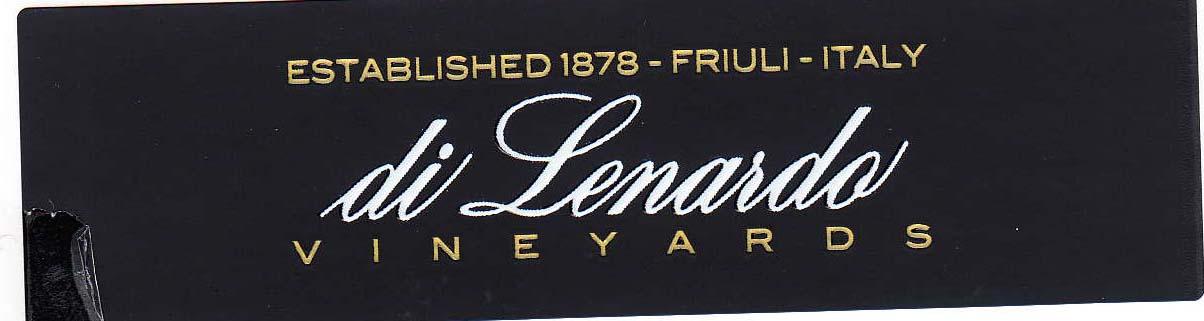 ESTABLISHED 1878 - FRIULI - ITALY
di Lenardo
VINEYARDS